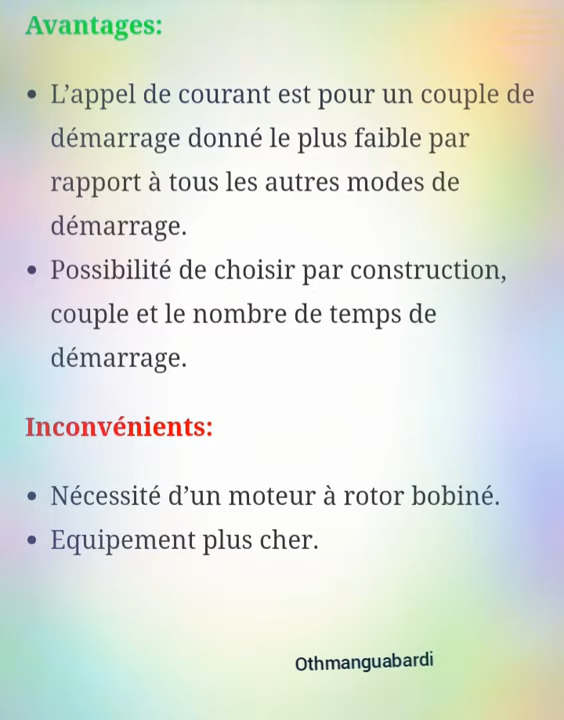 Avantages:
• L’appel de courant est pour un couple de
démarrage donné le plus faible par
rapport à tous les autres modes de
démarrage.
• Possibilité de choisir par construction,
couple et le nombre de temps de
démarrage.
Inconvénients:
• Nécessité d’un moteur à rotor bobiné.
• Equipement plus cher.
Othmanguabardi